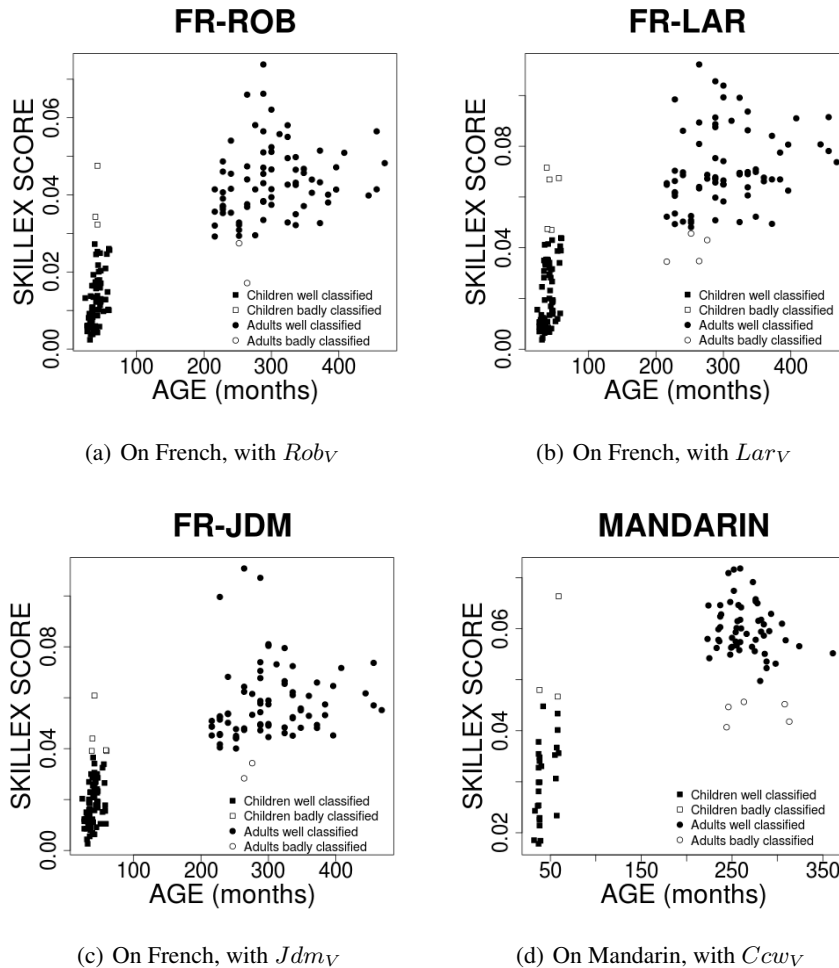 FR-ROB
SKILLEX SCORE
0.00 0.02 0.04 0.06
Children well classified
Children badly classified
Adults well classified
Adults badly classified
100 200 300 400
AGE (months)
(a) On French, with RobV
FR-LAR
SKILLEX SCORE
0.00 0.04 0.08
Children well classified
Children badly classified
Adults well classified
Adults badly classified
100 200 300 400
AGE (months)
(b) On French, with LarV
FR-JDM
SKILLEX SCORE
0.00 0.04 0.08
Children well classified
Children badly classified
Adults well classified
Adults badly classified
100 200 300 400
AGE (months)
(c) On French, with JdmV
MANDARIN
SKILLEX SCORE
0.02 0.04 0.06
Children well classified
Children badly classified
Adults well classified
Adults badly classified
50 150 250 350
AGE (months)
(d) On Mandarin, with CcwV